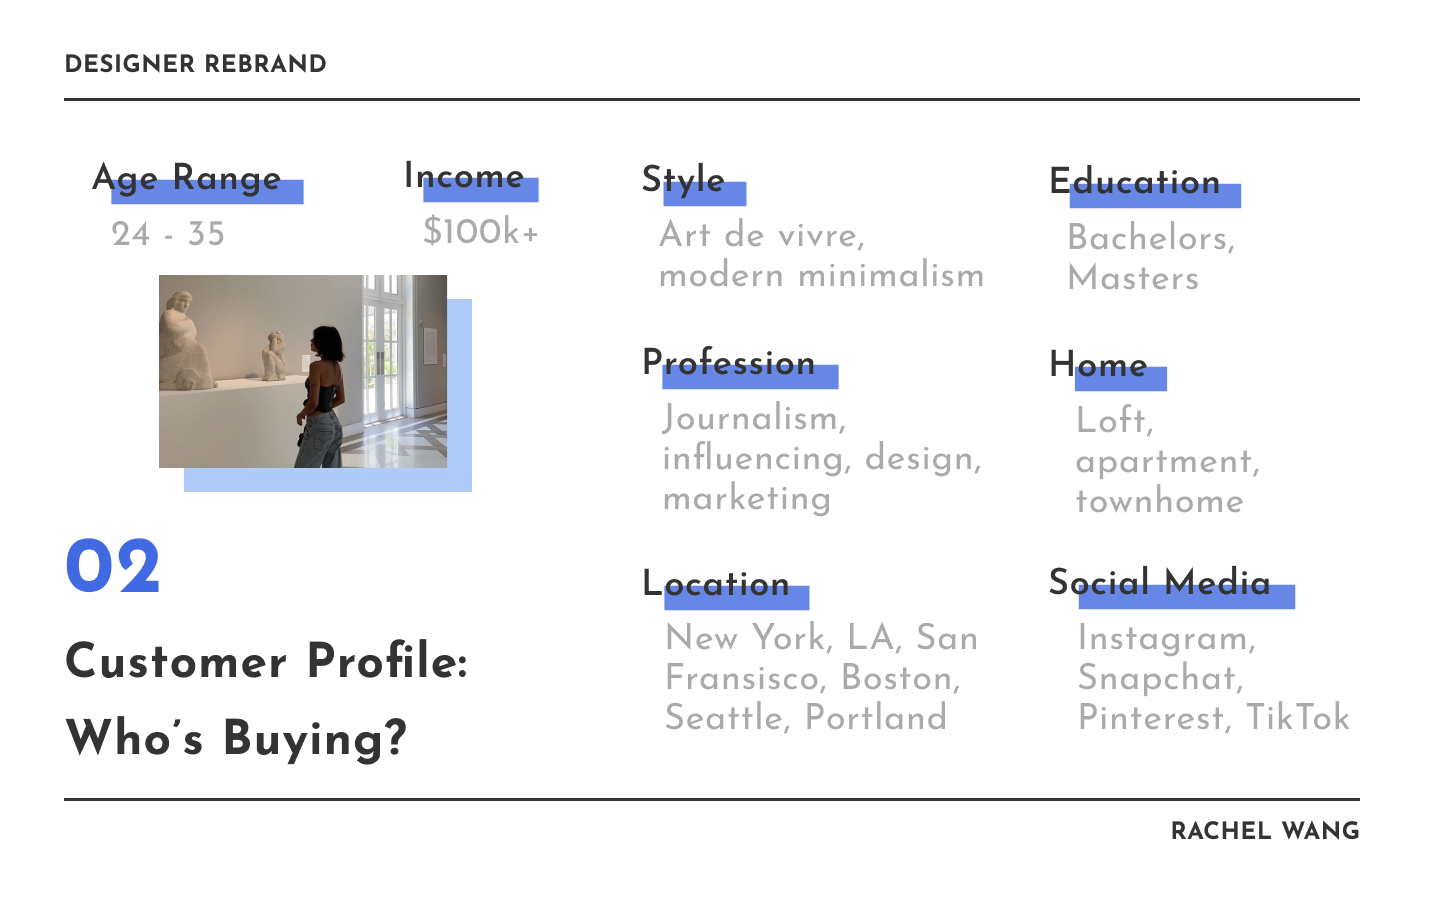 DESIGNER REBRAND
Age Range
24 - 35
Income
$100k+
Style
Art de vivre,
modern minimalism
Education
Bachelors,
Masters
Profession
Journalism,
influencing, design,
marketing
Home
Loft,
apartment,
townhome
Location
New York, LA, San
Fransisco, Boston,
Seattle, Portland
Social Media
Instagram,
Snapchat,
Pinterest, TikTok
02
Customer Profile:
Who’s Buying?
RACHEL WANG